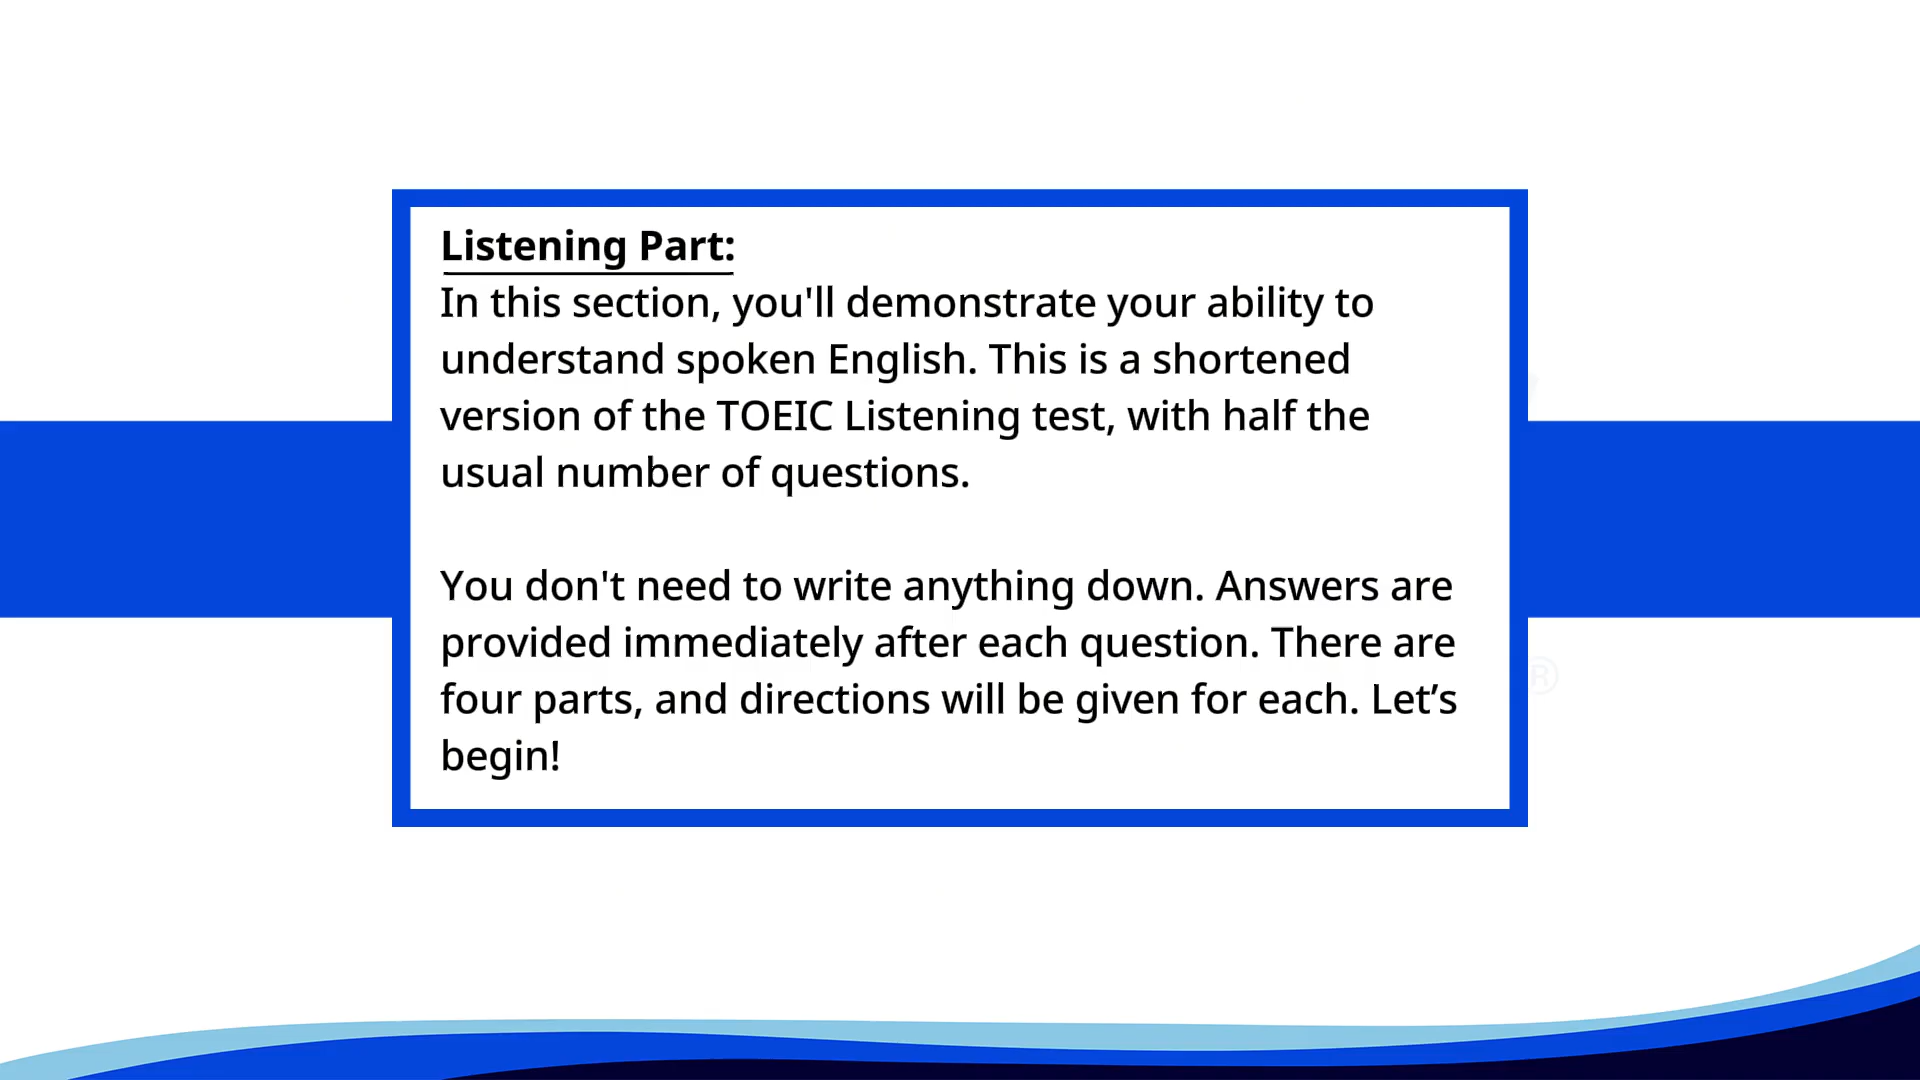 Listening Part:
In this section, you'll demonstrate your ability to
understand spoken English. This is a shortened
version of the TOEIC Listening test, with half the
usual number of questions.
You don't need to write anything down. Answers are
provided immediately after each question. There are
four parts, and directions will be given for each. Let’s
begin!
®